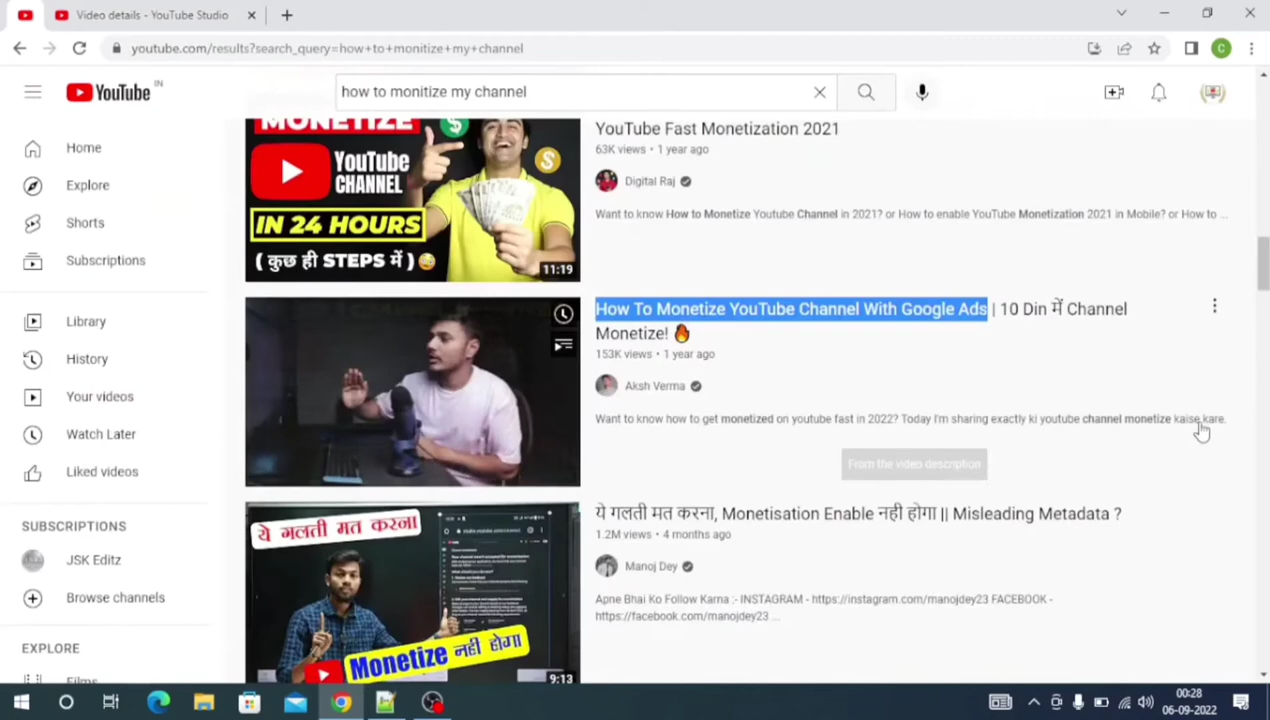 Video details - YouTube Studio
youtube.com/results?search_query=how+to+monitize+my+channel
C
YouTube IN
how to monitize my channel
Home
Explore
Shorts
Subscriptions
Library
History
Your videos
Watch Later
Liked videos
SUBSCRIPTIONS
JSK Editz
Browse channels
EXPLORE
Films
MONETIZE
YouTube
CHANNEL
IN 24 HOURS
( कुछ ही STEPS में )
11:19
YouTube Fast Monetization 2021
63K views • 1 year ago
Digital Raj
Want to know How to Monetize Youtube Channel in 2021? or How to enable YouTube Monetization 2021 in Mobile? or How to ...
How To Monetize YouTube Channel With Google Ads | 10 Din में Channel
Monetize! 🔥
153K views • 1 year ago
Aksh Verma
Want to know how to get monetized on youtube fast in 2022? Today I'm sharing exactly ki youtube channel monetize kaise kare.
From the video description
ये गलती मत करना
Monetize नही होगा
9:13
ये गलती मत करना, Monetisation Enable नही होगा || Misleading Metadata ?
1.2M views • 4 months ago
Manoj Dey
Apne Bhai Ko Follow Karna :- INSTAGRAM - https://instagram.com/manojdey23 FACEBOOK -
https://facebook.com/manojdey23 ...
00:28
06-09-2022